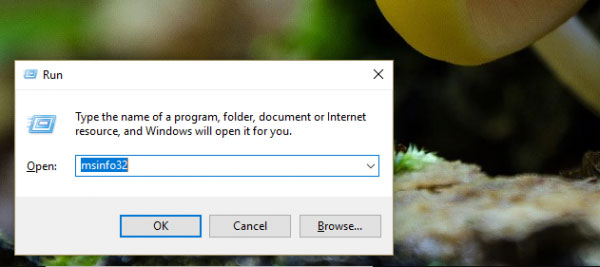 Run
Type the name of a program, folder, document or Internet
resource, and Windows will open it for you.
Open: msinfo32
OK Cancel Browse...